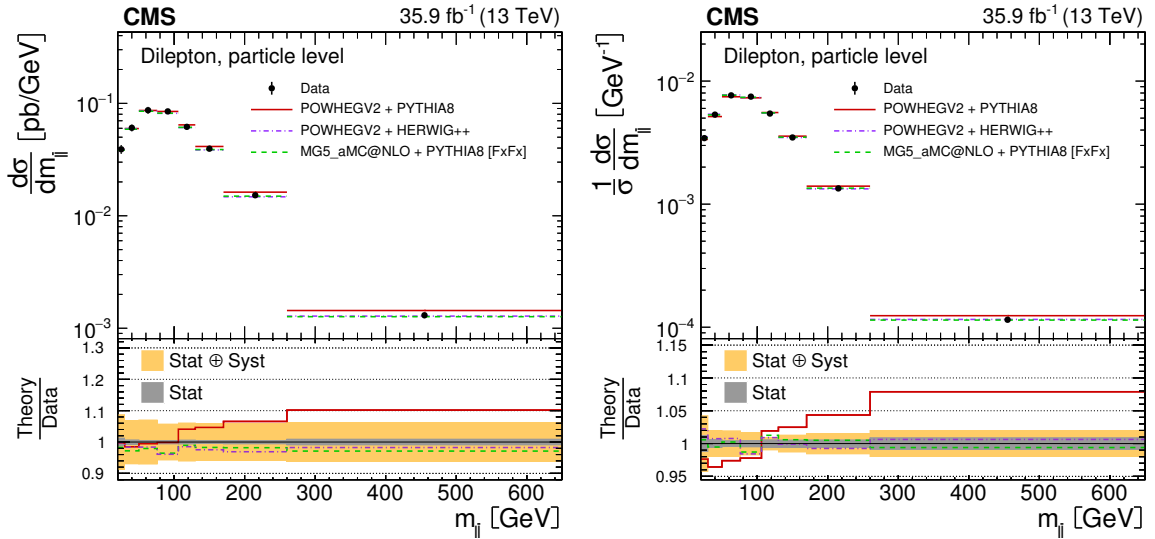 CMS 35.9 fb⁻¹ (13 TeV)
Dilepton, particle level
Data
POWHEGV2 + PYTHIA8
POWHEGV2 + HERWIG++
MG5_aMC@NLO + PYTHIA8 [FxFx]
dσ/dm_ll [pb/GeV]
10⁻¹
10⁻²
10⁻³
Stat ⊕ Syst
Stat
Theory
Data
1.3
1.2
1.1
1
0.9
100 200 300 400 500 600
m_ll [GeV]
CMS 35.9 fb⁻¹ (13 TeV)
Dilepton, particle level
Data
POWHEGV2 + PYTHIA8
POWHEGV2 + HERWIG++
MG5_aMC@NLO + PYTHIA8 [FxFx]
1/σ dσ/dm_ll [GeV⁻¹]
10⁻²
10⁻³
10⁻⁴
Stat ⊕ Syst
Stat
Theory
Data
1.15
1.1
1.05
1
0.95
100 200 300 400 500 600
m_ll [GeV]